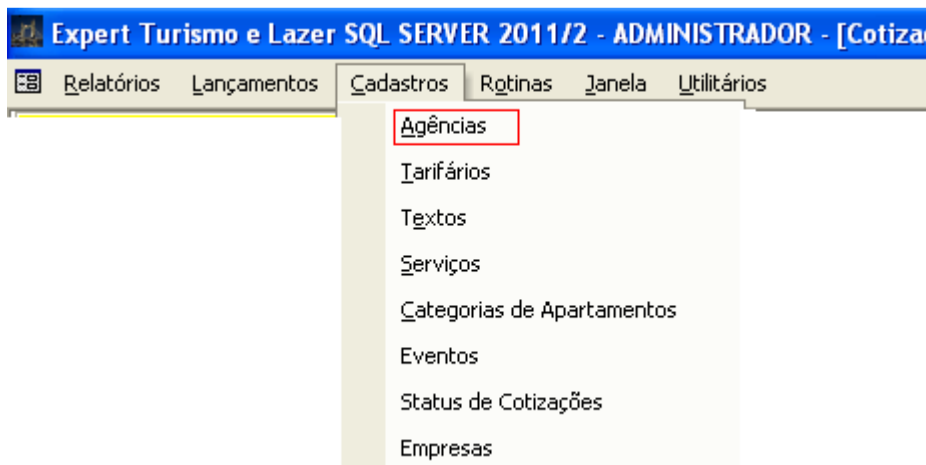 Expert Turismo e Lazer SQL SERVER 2011/2 - ADMINISTRADOR - [Cotiza
Relatórios Lançamentos Cadastros Rotinas Janela Utilitários
Agências
Tarifários
Textos
Serviços
Categorias de Apartamentos
Eventos
Status de Cotizações
Empresas